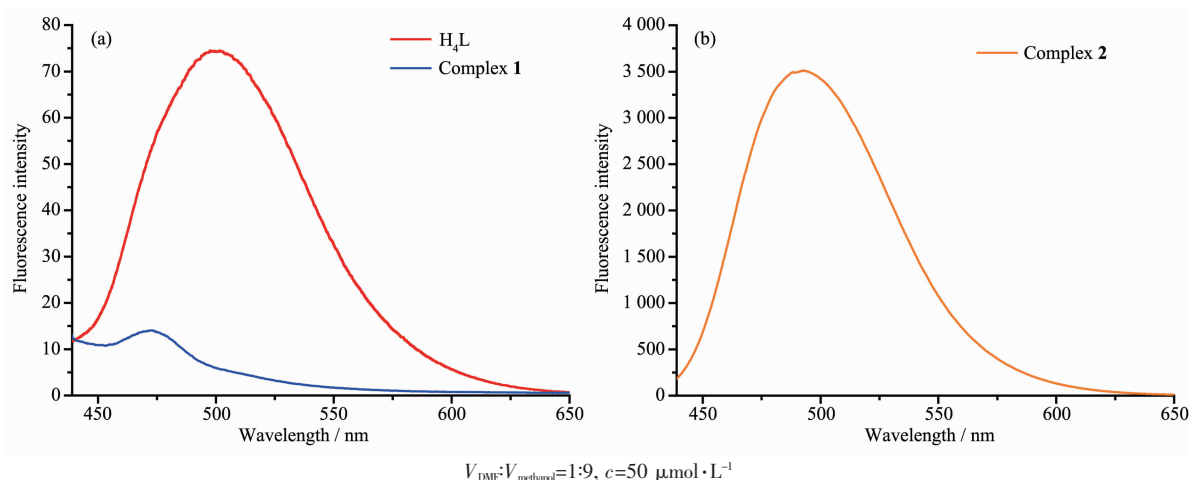 (a)
H₄L
Complex 1
Fluorescence intensity
80
70
60
50
40
30
20
10
0
450 500 550 600 650
Wavelength / nm
(b)
Complex 2
Fluorescence intensity
4 000
3 500
3 000
2 500
2 000
1 500
1 000
500
0
450 500 550 600 650
Wavelength / nm
V_DMF∶V_methanol=1∶9, c=50 μmol·L⁻¹